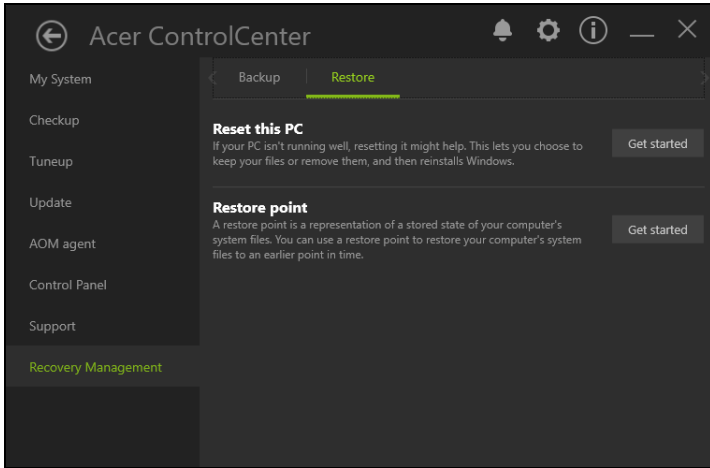 Acer ControlCenter
My System
Checkup
Tuneup
Update
AOM agent
Control Panel
Support
Recovery Management
Backup
Restore
Reset this PC
If your PC isn't running well, resetting it might help. This lets you choose to
keep your files or remove them, and then reinstalls Windows.
Get started
Restore point
A restore point is a representation of a stored state of your computer's
system files. You can use a restore point to restore your computer's system
files to an earlier point in time.
Get started